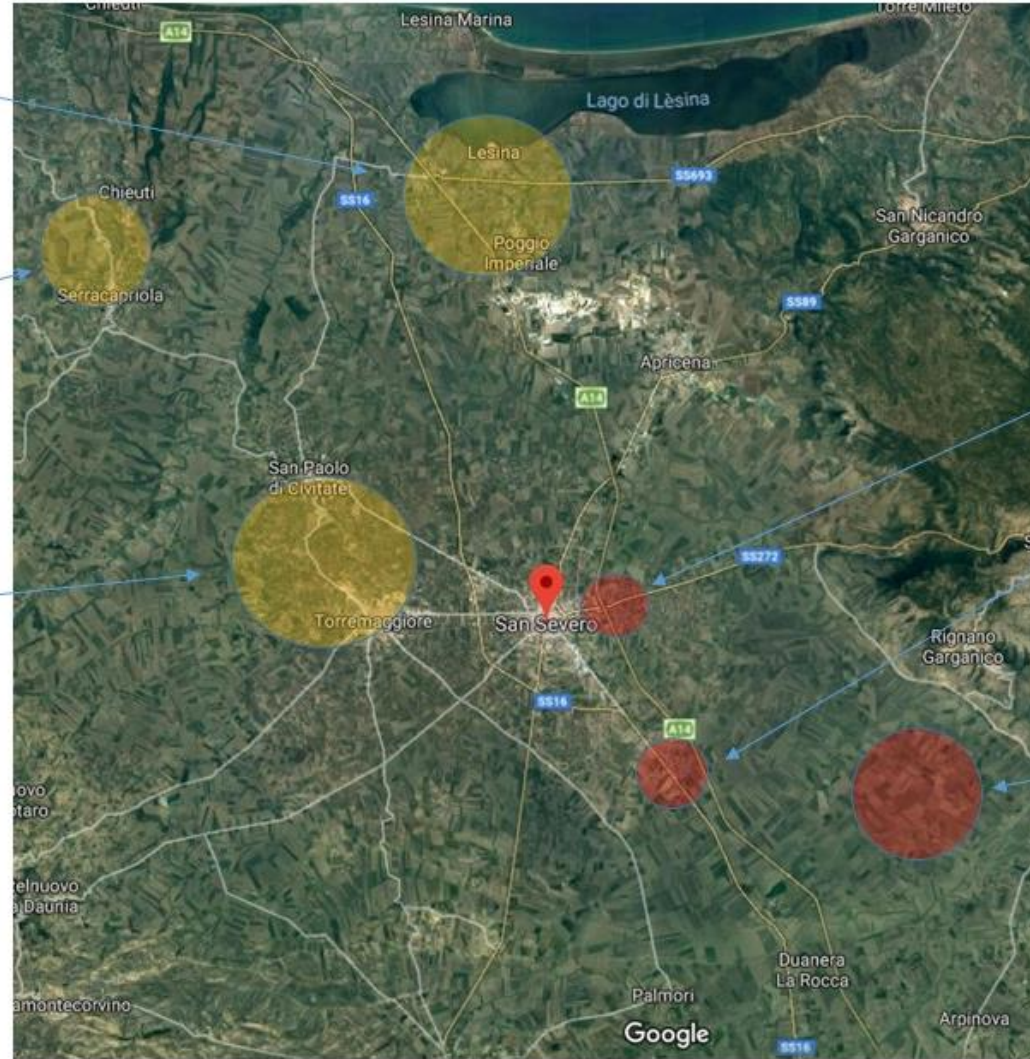 Chieuti
Torre Mileto
Lesina Marina
A14
Lago di Lèsina
Lesina
SS693
Chieuti
SS16
San Nicandro
Garganico
Poggio
Imperiale
Serracapriola
SS89
Apricena
A14
San Paolo
di Civitate
SS272
Torremaggiore
San Severo
Rignano
Garganico
SS16
A14
ovo
otaro
elnuovo
a Daunia
Duanera
La Rocca
amontecorvino
Palmori
Arpinova
Google
SS16